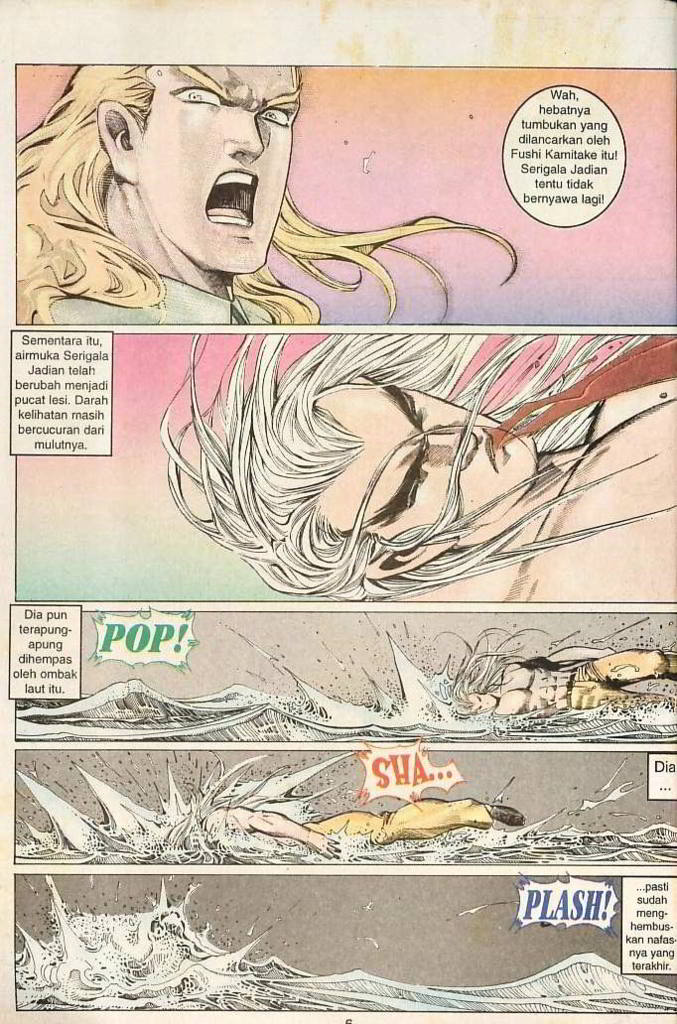 Wah,
hebatnya
tumbukan yang
dilancarkan oleh
Fushi Kamitake itu!
Serigala Jadian
tentu tidak
bernyawa lagi!
Sementara itu,
airmuka Serigala
Jadian telah
berubah menjadi
pucat lesi. Darah
kelihatan masih
bercucuran dari
mulutnya.
Dia pun
terapung-
apung
dihempas
oleh ombak
laut itu.
POP!
SHA...
Dia
...
PLASH!
...pasti
sudah
meng-
hembus-
kan nafas-
nya yang
terakhir.
6